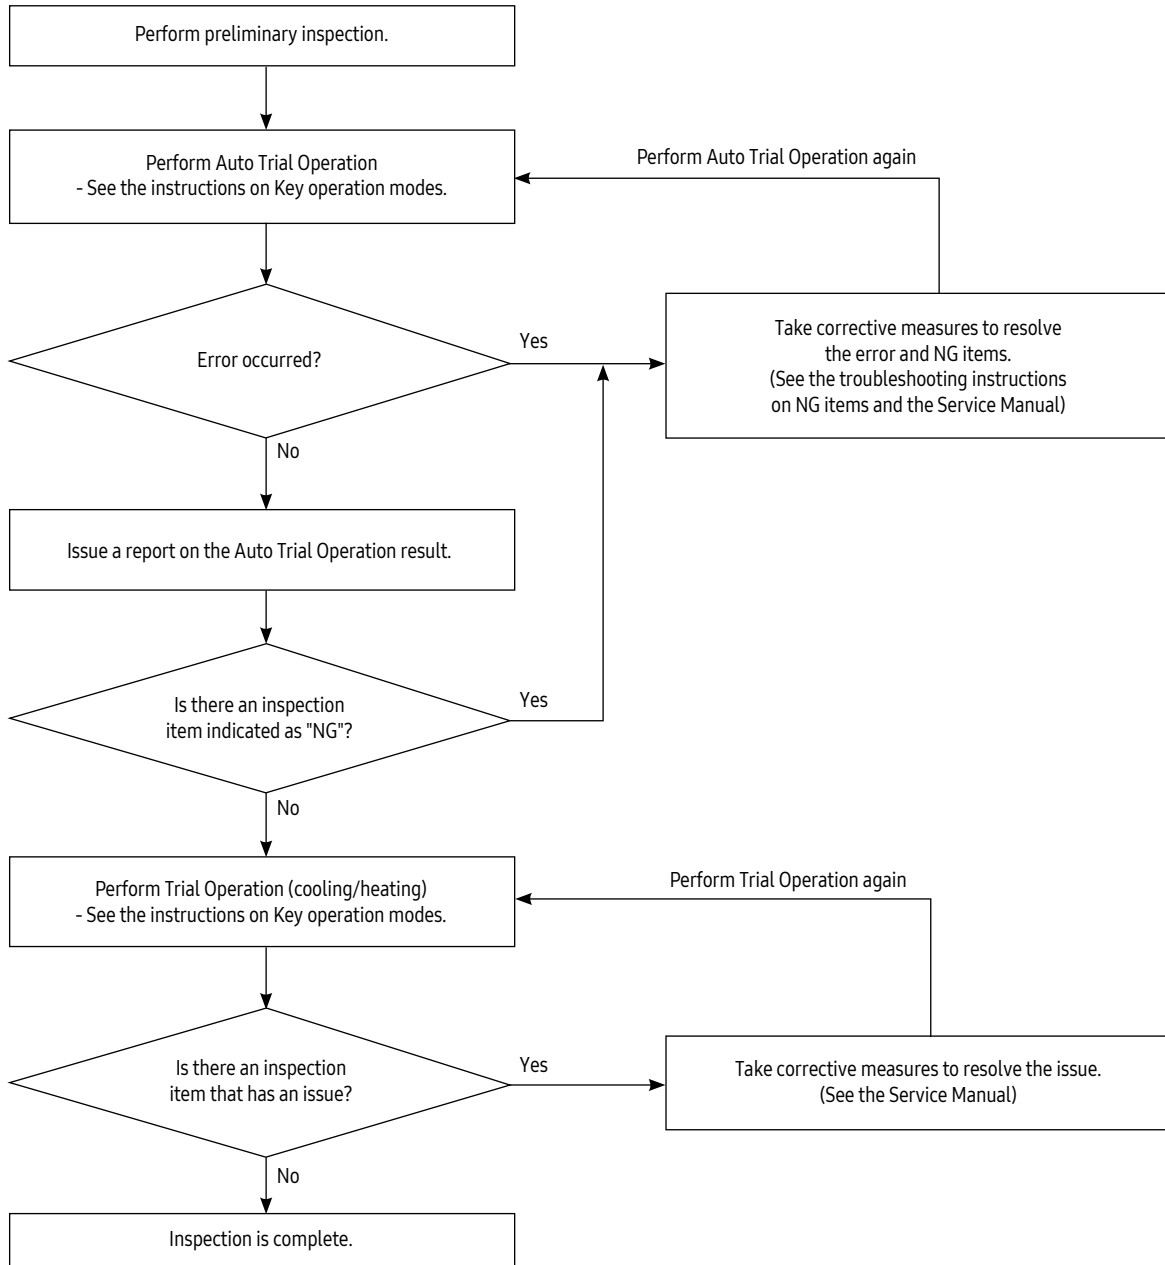 Perform preliminary inspection.
Perform Auto Trial Operation
- See the instructions on Key operation modes.
Perform Auto Trial Operation again
Error occurred?
Yes
Take corrective measures to resolve
the error and NG items.
(See the troubleshooting instructions
on NG items and the Service Manual)
No
Issue a report on the Auto Trial Operation result.
Is there an inspection
item indicated as "NG"?
Yes
No
Perform Trial Operation (cooling/heating)
- See the instructions on Key operation modes.
Perform Trial Operation again
Is there an inspection
item that has an issue?
Yes
Take corrective measures to resolve the issue.
(See the Service Manual)
No
Inspection is complete.